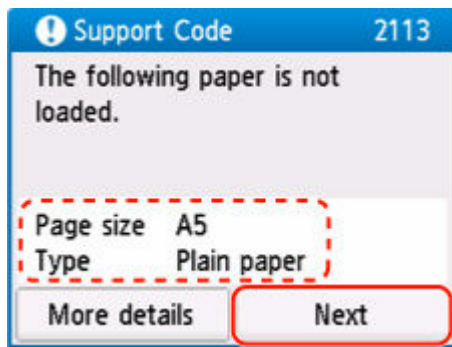 Support Code 2113
The following paper is not
loaded.
Page size A5
Type Plain paper
More details Next